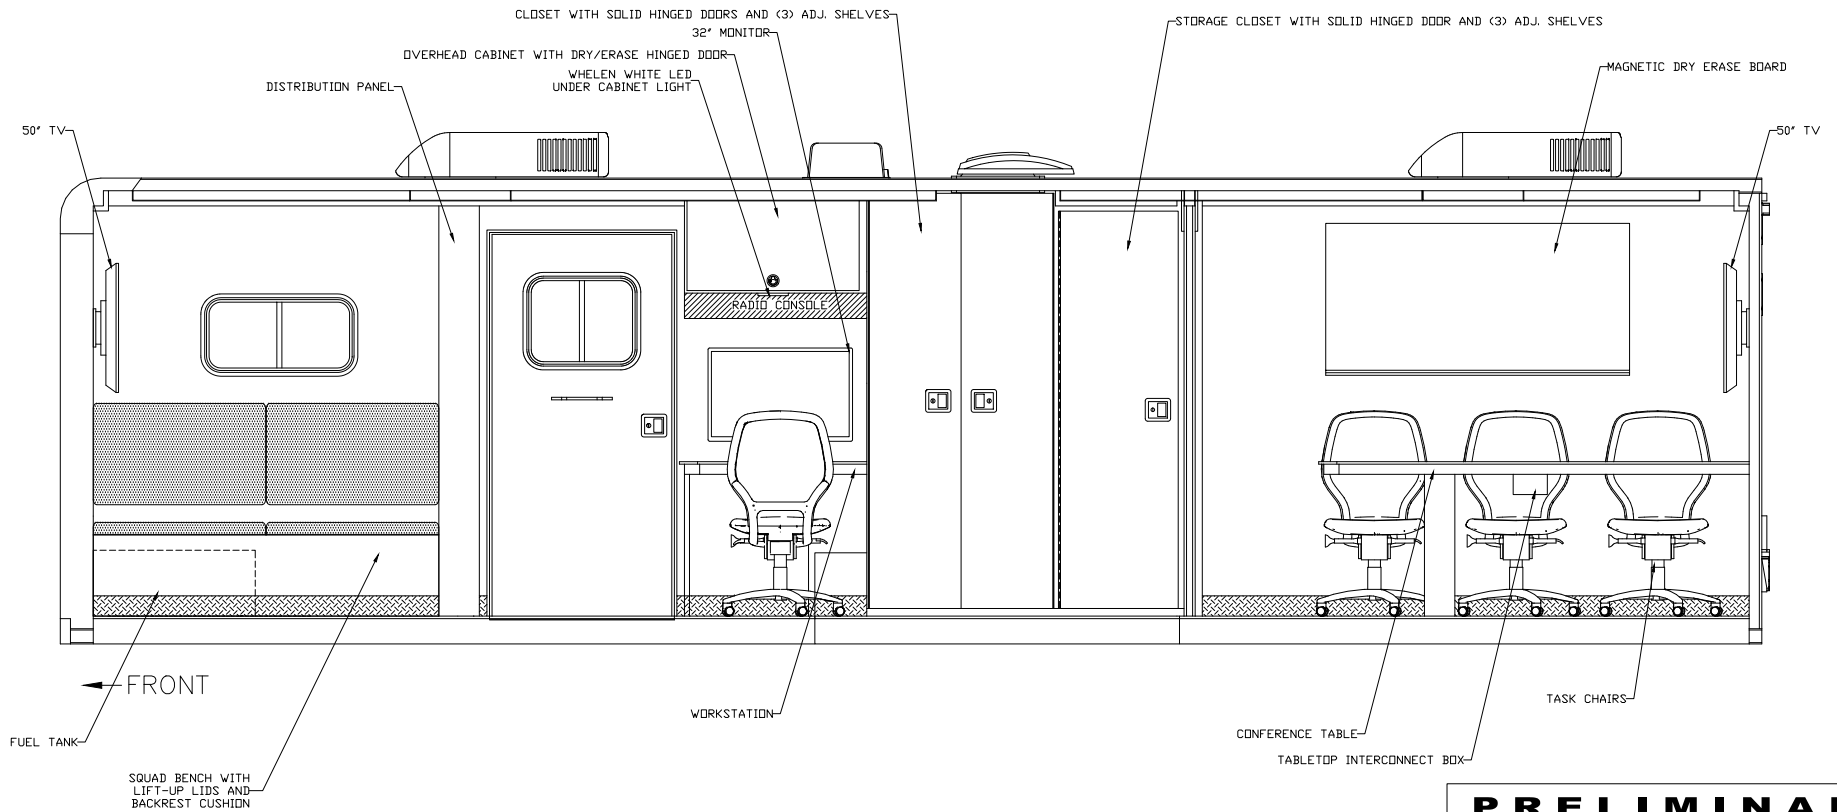 CLOSET WITH SOLID HINGED DOORS AND (3) ADJ. SHELVES
STORAGE CLOSET WITH SOLID HINGED DOOR AND (3) ADJ. SHELVES
32" MONITOR
OVERHEAD CABINET WITH DRY/ERASE HINGED DOOR
MAGNETIC DRY ERASE BOARD
WHELEN WHITE LED
UNDER CABINET LIGHT
DISTRIBUTION PANEL
50" TV
50" TV
RADIO CONSOLE
FRONT
TASK CHAIRS
WORKSTATION
CONFERENCE TABLE
FUEL TANK
TABLETOP INTERCONNECT BOX
SQUAD BENCH WITH
LIFT-UP LIDS AND
BACKREST CUSHION